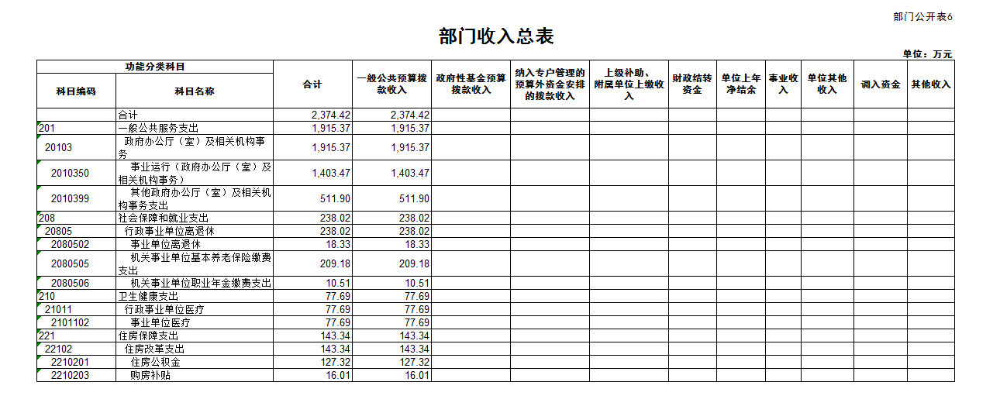 部门公开表6
部门收入总表
单位：万元
功能分类科目
科目编码
科目名称
合计
一般公共预算拨
款收入
政府性基金预算
拨款收入
纳入专户管理的
预算外资金安排
的拨款收入
上级补助、
附属单位上缴收
入
财政结转
资金
单位上年
净结余
事业收
入
单位其他
收入
调入资金
其他收入
合计 2,374.42 2,374.42
201 一般公共服务支出 1,915.37 1,915.37
20103 政府办公厅（室）及相关机构事
务 1,915.37 1,915.37
2010350 事业运行（政府办公厅（室）及
相关机构事务） 1,403.47 1,403.47
2010399 其他政府办公厅（室）及相关机
构事务支出 511.90 511.90
208 社会保障和就业支出 238.02 238.02
20805 行政事业单位离退休 238.02 238.02
2080502 事业单位离退休 18.33 18.33
2080505 机关事业单位基本养老保险缴费
支出 209.18 209.18
2080506 机关事业单位职业年金缴费支出 10.51 10.51
210 卫生健康支出 77.69 77.69
21011 行政事业单位医疗 77.69 77.69
2101102 事业单位医疗 77.69 77.69
221 住房保障支出 143.34 143.34
22102 住房改革支出 143.34 143.34
2210201 住房公积金 127.32 127.32
2210203 购房补贴 16.01 16.01